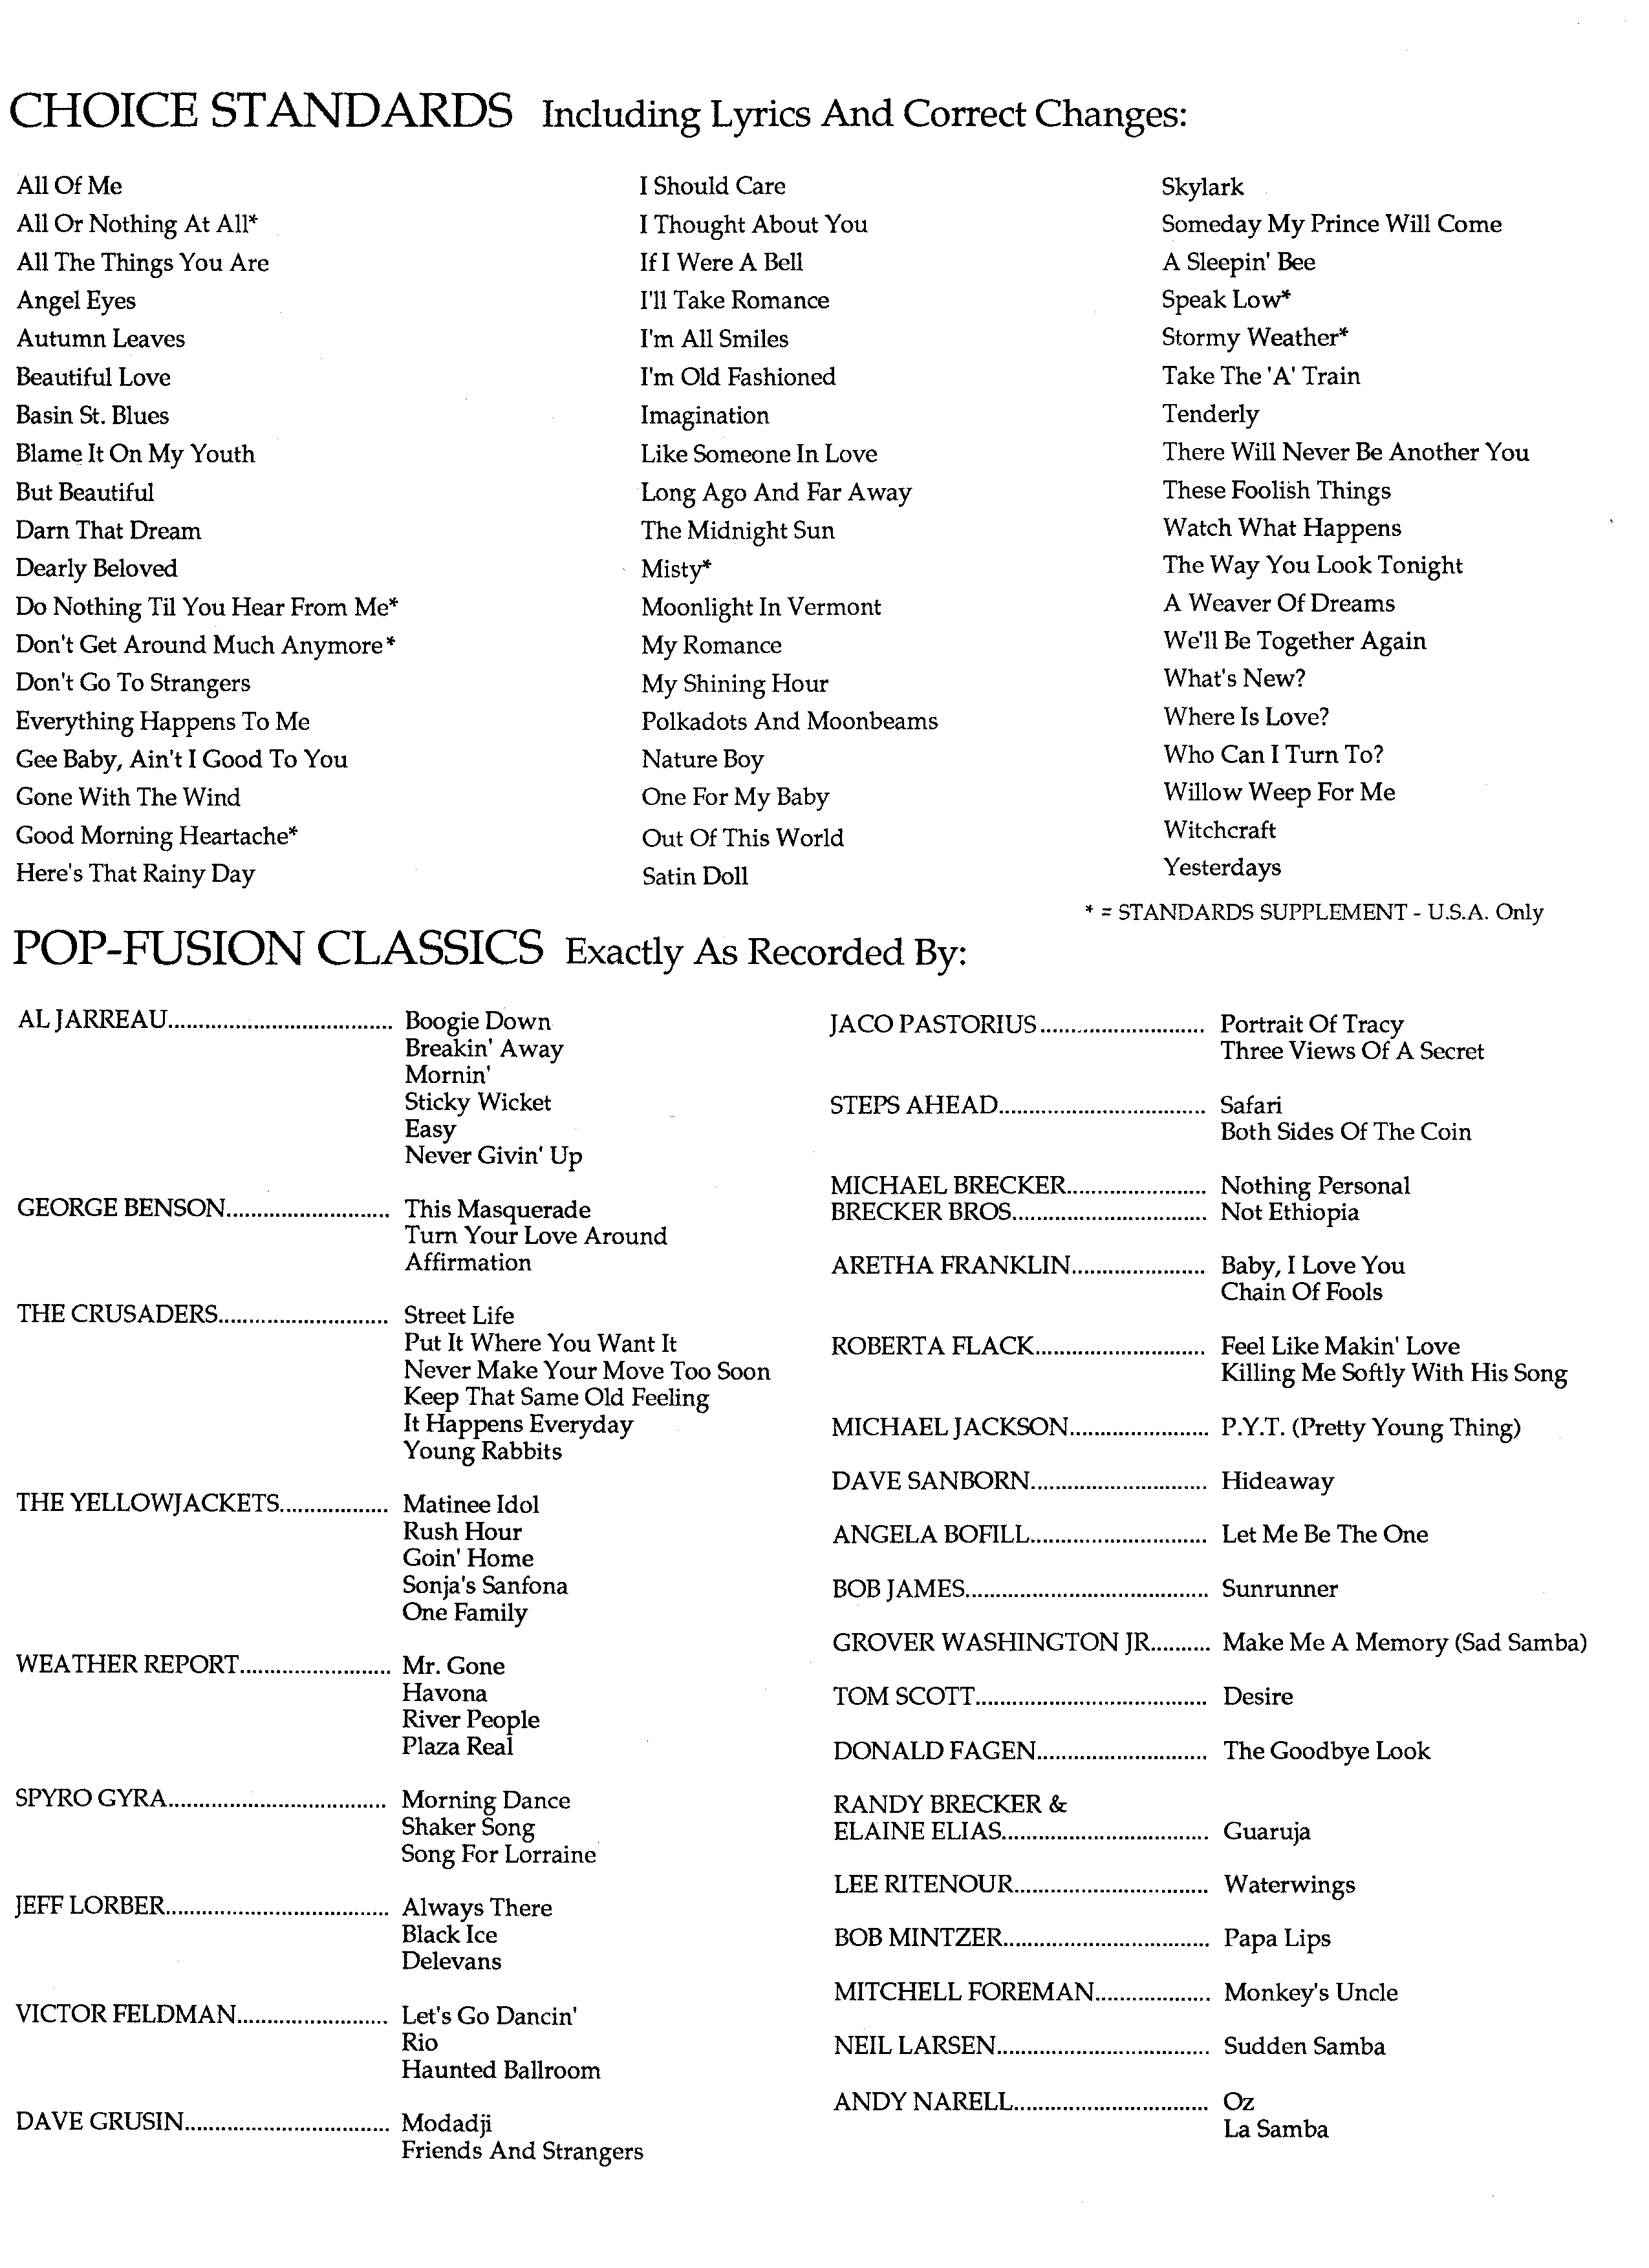 CHOICE STANDARDS Including Lyrics And Correct Changes:
All Of Me
All Or Nothing At All*
All The Things You Are
Angel Eyes
Autumn Leaves
Beautiful Love
Basin St. Blues
Blame It On My Youth
But Beautiful
Darn That Dream
Dearly Beloved
Do Nothing Til You Hear From Me*
Don't Get Around Much Anymore*
Don't Go To Strangers
Everything Happens To Me
Gee Baby, Ain't I Good To You
Gone With The Wind
Good Morning Heartache*
Here's That Rainy Day
I Should Care
I Thought About You
If I Were A Bell
I'll Take Romance
I'm All Smiles
I'm Old Fashioned
Imagination
Like Someone In Love
Long Ago And Far Away
The Midnight Sun
Misty*
Moonlight In Vermont
My Romance
My Shining Hour
Polkadots And Moonbeams
Nature Boy
One For My Baby
Out Of This World
Satin Doll
Skylark
Someday My Prince Will Come
A Sleepin' Bee
Speak Low*
Stormy Weather*
Take The 'A' Train
Tenderly
There Will Never Be Another You
These Foolish Things
Watch What Happens
The Way You Look Tonight
A Weaver Of Dreams
We'll Be Together Again
What's New?
Where Is Love?
Who Can I Turn To?
Willow Weep For Me
Witchcraft
Yesterdays
* = STANDARDS SUPPLEMENT - U.S.A. Only
POP-FUSION CLASSICS Exactly As Recorded By:
AL JARREAU..................................... Boogie Down
Breakin' Away
Mornin'
Sticky Wicket
Easy
Never Givin' Up
GEORGE BENSON........................... This Masquerade
Turn Your Love Around
Affirmation
THE CRUSADERS............................ Street Life
Put It Where You Want It
Never Make Your Move Too Soon
Keep That Same Old Feeling
It Happens Everyday
Young Rabbits
THE YELLOWJACKETS.................. Matinee Idol
Rush Hour
Goin' Home
Sonja's Sanfona
One Family
WEATHER REPORT......................... Mr. Gone
Havona
River People
Plaza Real
SPYRO GYRA.................................... Morning Dance
Shaker Song
Song For Lorraine
JEFF LORBER..................................... Always There
Black Ice
Delevans
VICTOR FELDMAN......................... Let's Go Dancin'
Rio
Haunted Ballroom
DAVE GRUSIN.................................. Modadji
Friends And Strangers
JACO PASTORIUS........................... Portrait Of Tracy
Three Views Of A Secret
STEPS AHEAD.................................. Safari
Both Sides Of The Coin
MICHAEL BRECKER....................... Nothing Personal
BRECKER BROS................................ Not Ethiopia
ARETHA FRANKLIN...................... Baby, I Love You
Chain Of Fools
ROBERTA FLACK............................ Feel Like Makin' Love
Killing Me Softly With His Song
MICHAEL JACKSON....................... P.Y.T. (Pretty Young Thing)
DAVE SANBORN............................. Hideaway
ANGELA BOFILL............................. Let Me Be The One
BOB JAMES........................................ Sunrunner
GROVER WASHINGTON JR.......... Make Me A Memory (Sad Samba)
TOM SCOTT...................................... Desire
DONALD FAGEN............................ The Goodbye Look
RANDY BRECKER &
ELAINE ELIAS.................................. Guaruja
LEE RITENOUR................................ Waterwings
BOB MINTZER.................................. Papa Lips
MITCHELL FOREMAN................... Monkey's Uncle
NEIL LARSEN................................... Sudden Samba
ANDY NARELL................................ Oz
La Samba